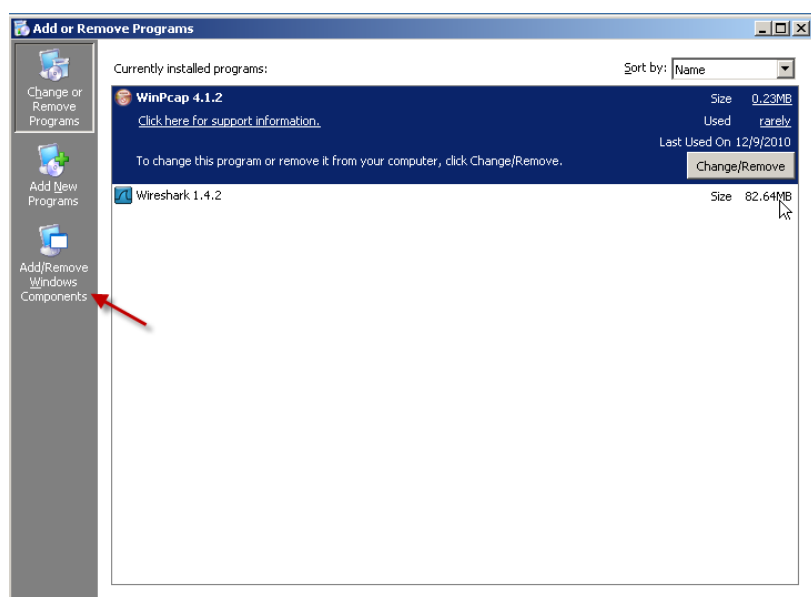 Add or Remove Programs
Change or
Remove
Programs
Add New
Programs
Add/Remove
Windows
Components
Currently installed programs:
Sort by: Name
WinPcap 4.1.2
Size 0.23MB
Click here for support information.
Used rarely
Last Used On 12/9/2010
To change this program or remove it from your computer, click Change/Remove.
Change/Remove
Wireshark 1.4.2
Size 82.64MB